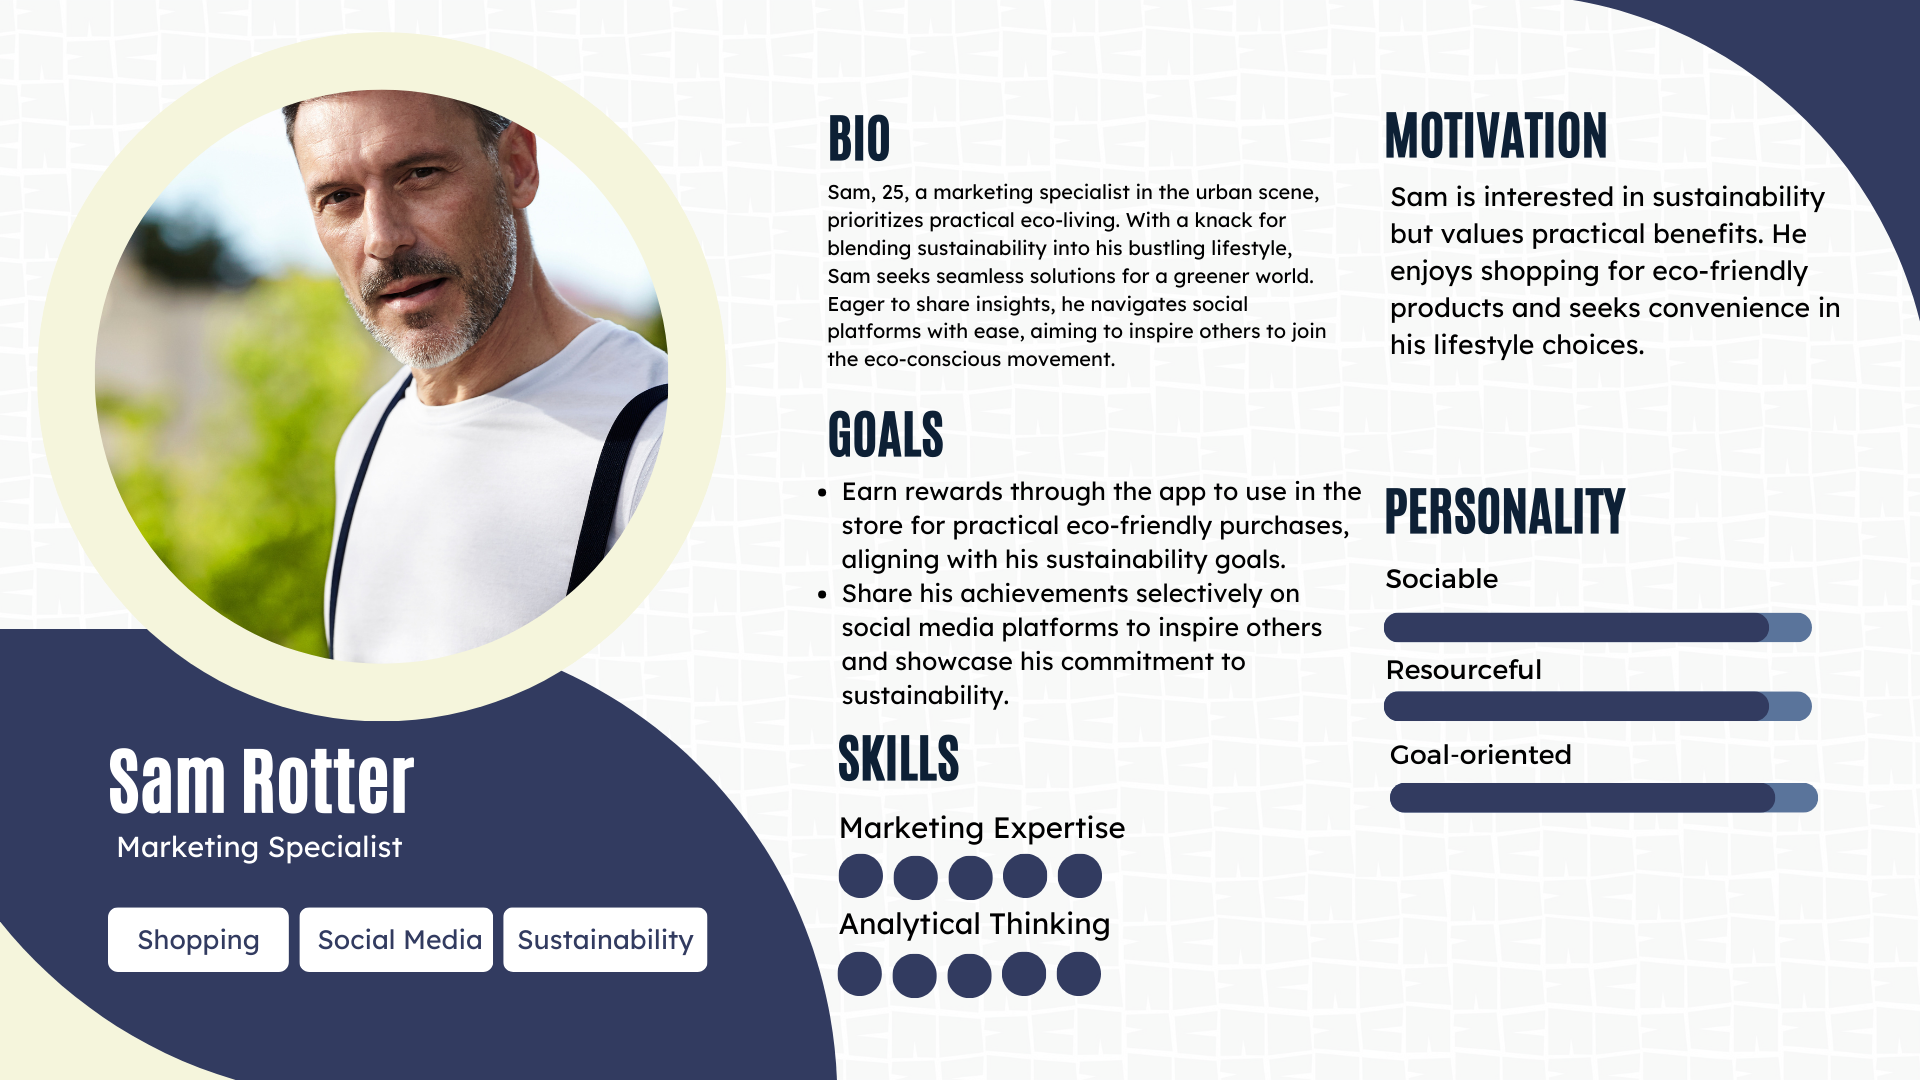 Sam Rotter
Marketing Specialist
Shopping
Social Media
Sustainability
BIO
Sam, 25, a marketing specialist in the urban scene,
prioritizes practical eco-living. With a knack for
blending sustainability into his bustling lifestyle,
Sam seeks seamless solutions for a greener world.
Eager to share insights, he navigates social
platforms with ease, aiming to inspire others to join
the eco-conscious movement.
GOALS
• Earn rewards through the app to use in the
store for practical eco-friendly purchases,
aligning with his sustainability goals.
• Share his achievements selectively on
social media platforms to inspire others
and showcase his commitment to
sustainability.
SKILLS
Marketing Expertise
Analytical Thinking
MOTIVATION
Sam is interested in sustainability
but values practical benefits. He
enjoys shopping for eco-friendly
products and seeks convenience in
his lifestyle choices.
PERSONALITY
Sociable
Resourceful
Goal-oriented